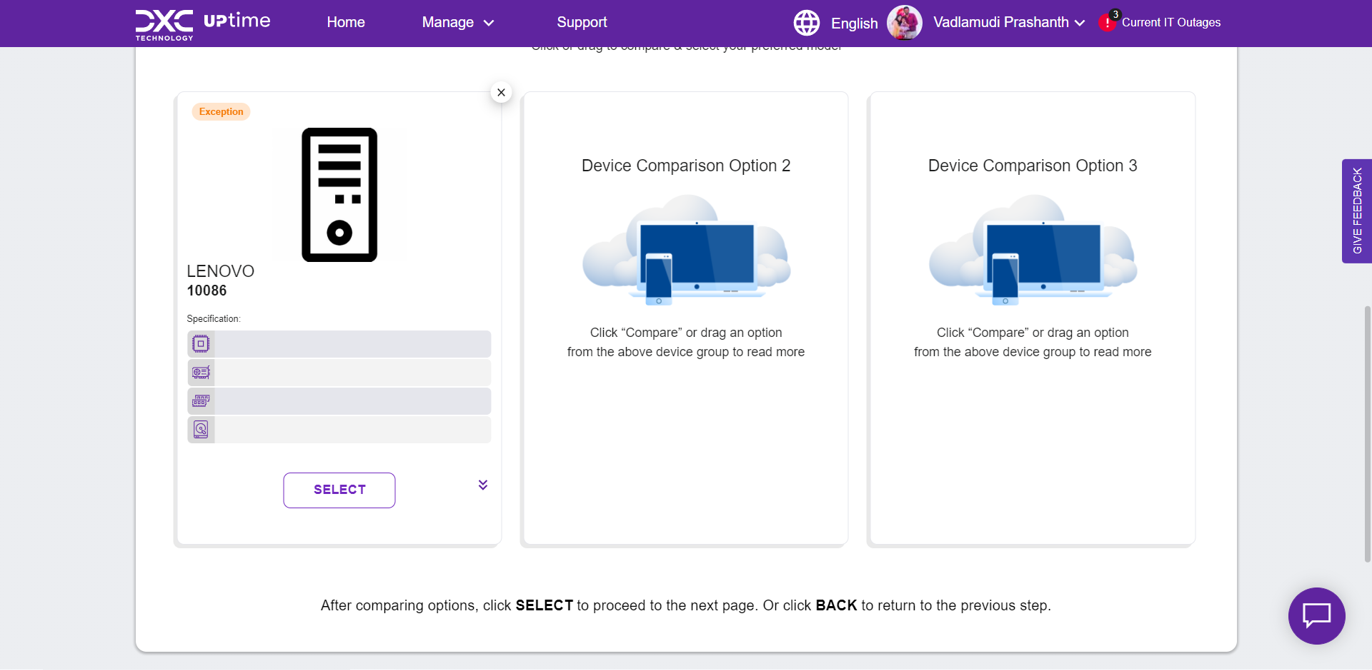 DXC TECHNOLOGY UPtime Home Manage Support English Vadlamudi Prashanth 3 Current IT Outages
Click or drag to compare & select your preferred model
Exception
LENOVO
10086
Specification:
SELECT
Device Comparison Option 2
Click “Compare” or drag an option
from the above device group to read more
Device Comparison Option 3
Click “Compare” or drag an option
from the above device group to read more
GIVE FEEDBACK
After comparing options, click SELECT to proceed to the next page. Or click BACK to return to the previous step.